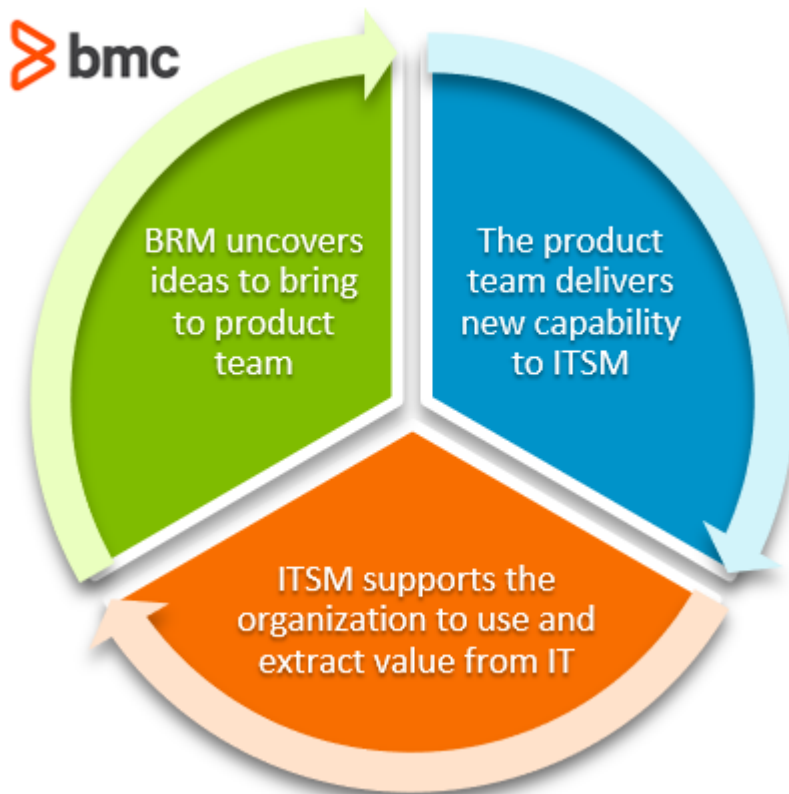 bmc
BRM uncovers
ideas to bring
to product
team
The product
team delivers
new capability
to ITSM
ITSM supports the
organization to use and
extract value from IT